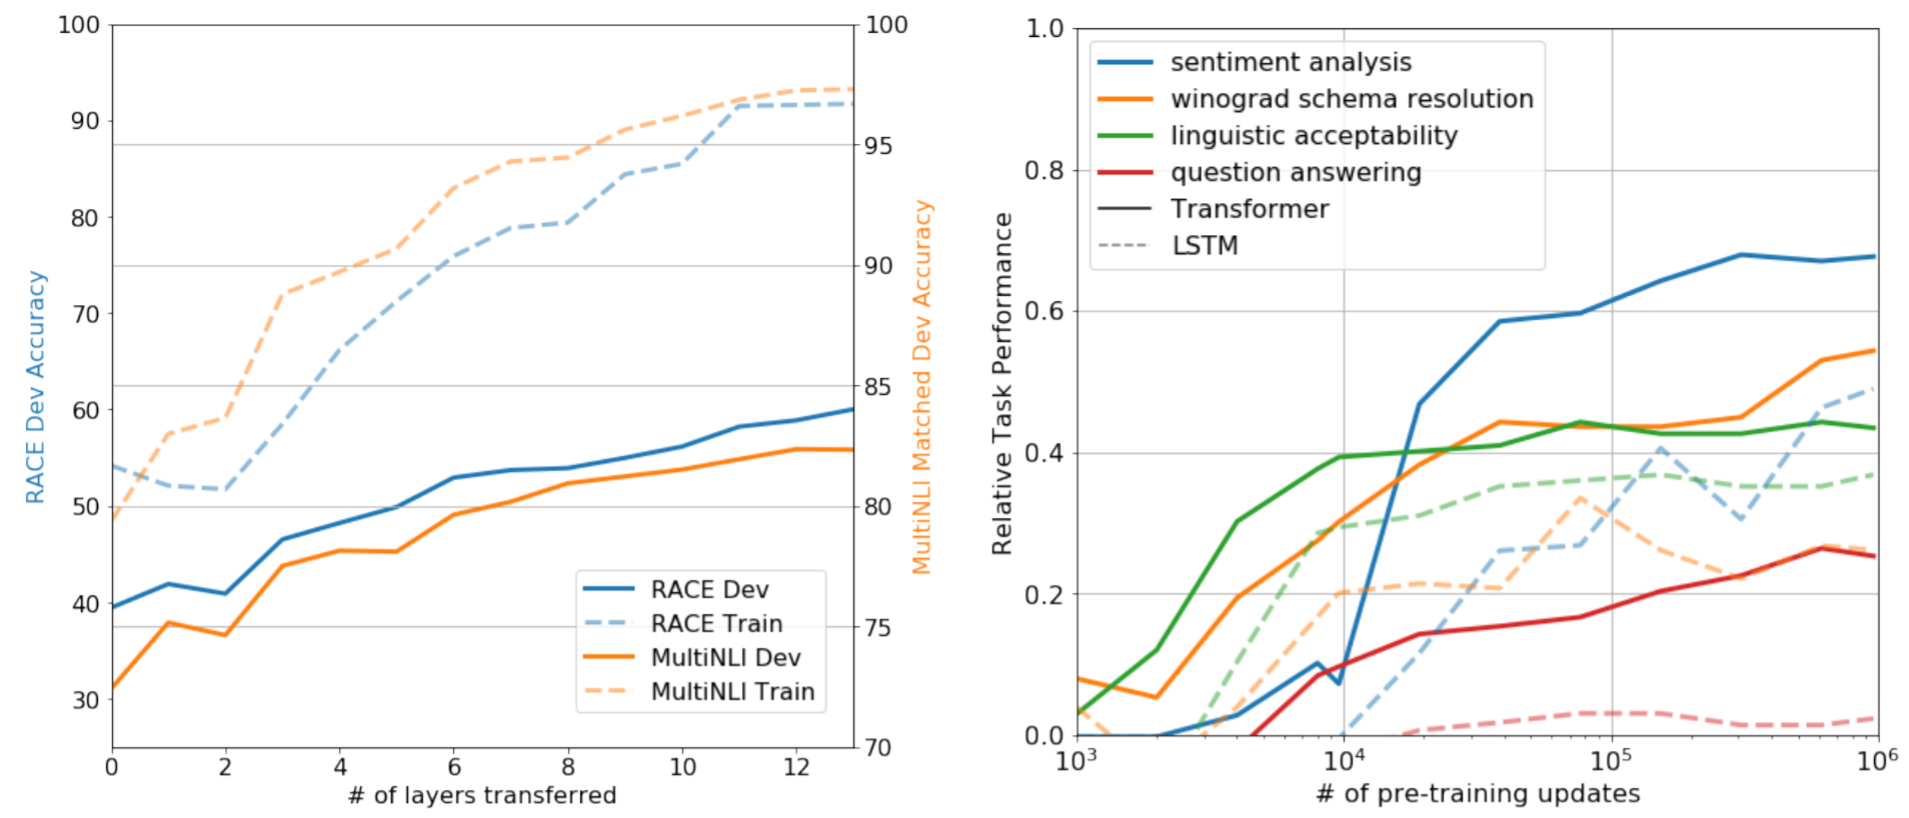 100
90
80
70
60
50
40
30
RACE Dev Accuracy
0 2 4 6 8 10 12
# of layers transferred
100
95
90
85
80
75
70
MultiNLI Matched Dev Accuracy
RACE Dev
RACE Train
MultiNLI Dev
MultiNLI Train
1.0
0.8
0.6
0.4
0.2
0.0
Relative Task Performance
sentiment analysis
winograd schema resolution
linguistic acceptability
question answering
Transformer
LSTM
10³ 10⁴ 10⁵ 10⁶
# of pre-training updates